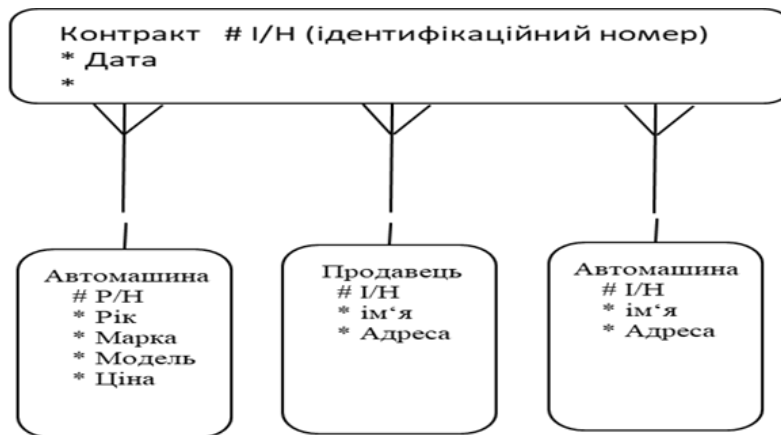 Контракт # І/Н (ідентифікаційний номер)
* Дата
*
Автомашина
# Р/Н
* Рік
* Марка
* Модель
* Ціна
Продавець
# І/Н
* ім‘я
* Адреса
Автомашина
# І/Н
* ім‘я
* Адреса